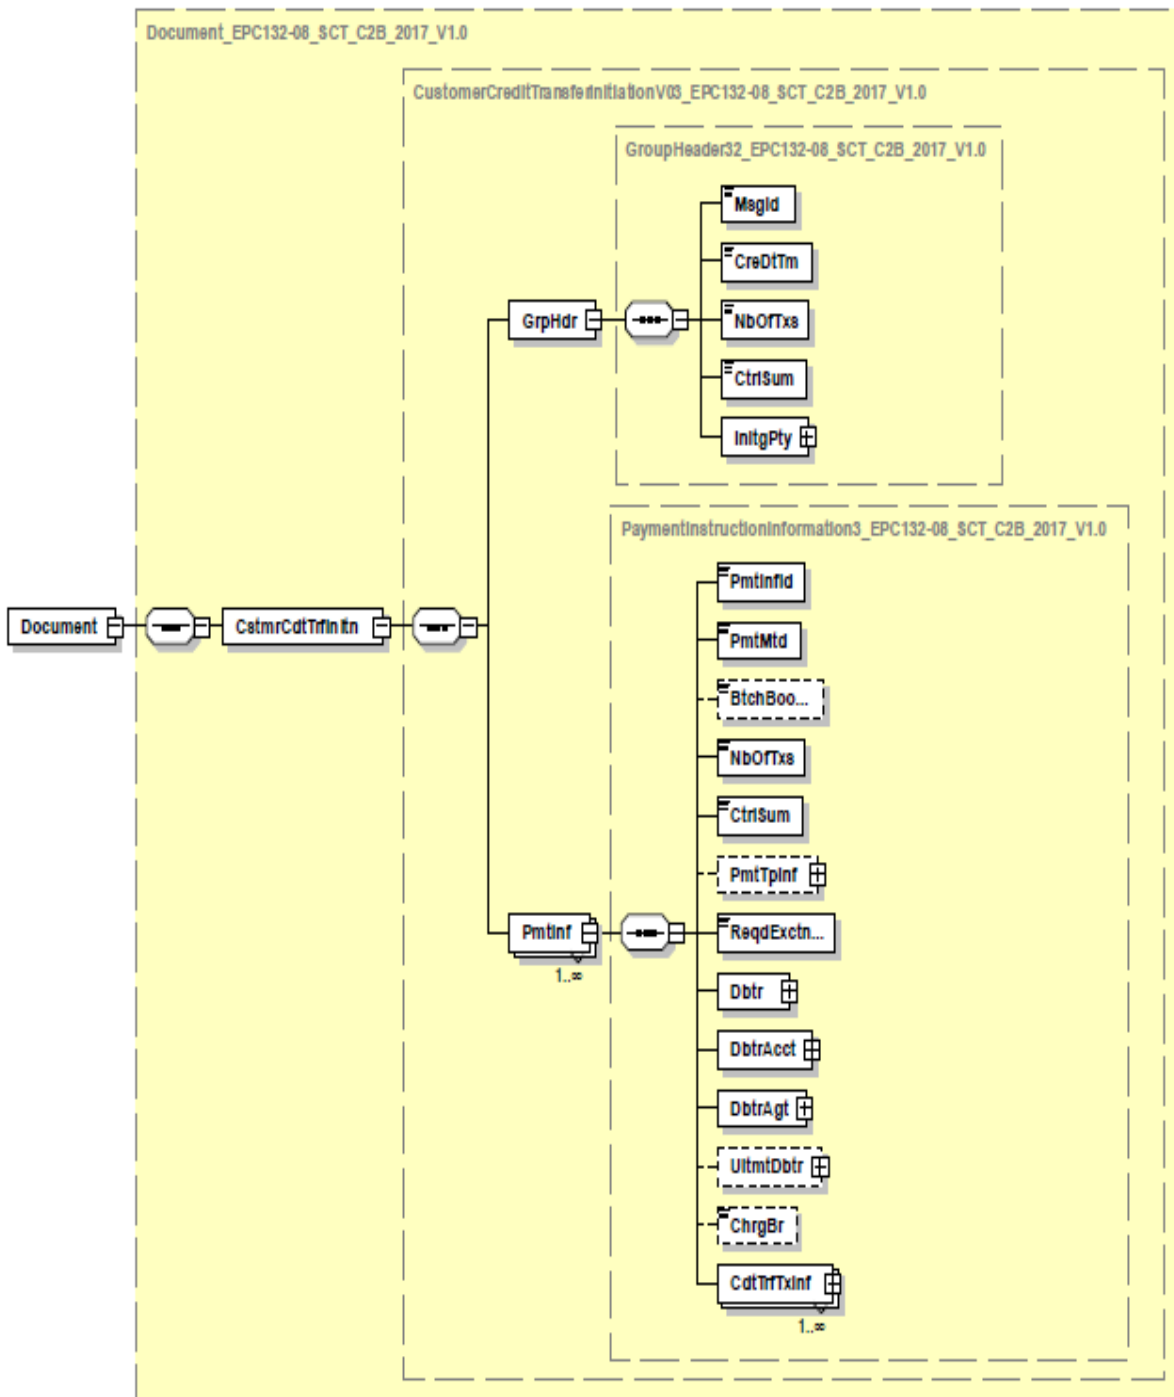 Document_EPC132-08_SCT_C2B_2017_V1.0
CustomerCreditTransferInitiationV03_EPC132-08_SCT_C2B_2017_V1.0
GroupHeader32_EPC132-08_SCT_C2B_2017_V1.0
MsgId
CreDtTm
GrpHdr
NbOfTxs
CtrlSum
InitgPty
PaymentInstructionInformation3_EPC132-08_SCT_C2B_2017_V1.0
PmtInfId
Document
CstmrCdtTrfInitn
PmtMtd
BtchBoo...
NbOfTxs
CtrlSum
PmtTpInf
PmtInf
1..∞
ReqdExctn...
Dbtr
DbtrAcct
DbtrAgt
UltmtDbtr
ChrgBr
CdtTrfTxInf
1..∞